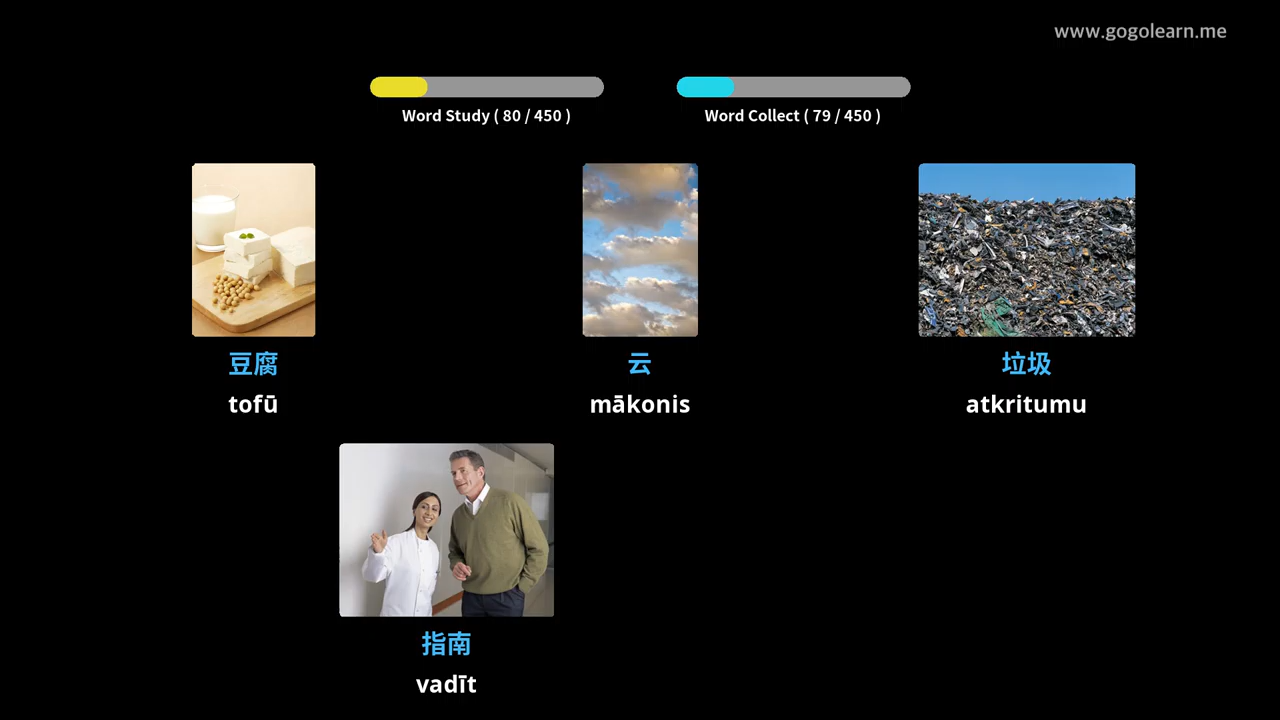 www.gogolearn.me
Word Study ( 80 / 450 )
Word Collect ( 79 / 450 )
豆腐
tofū
云
mākonis
垃圾
atkritumu
指南
vadīt